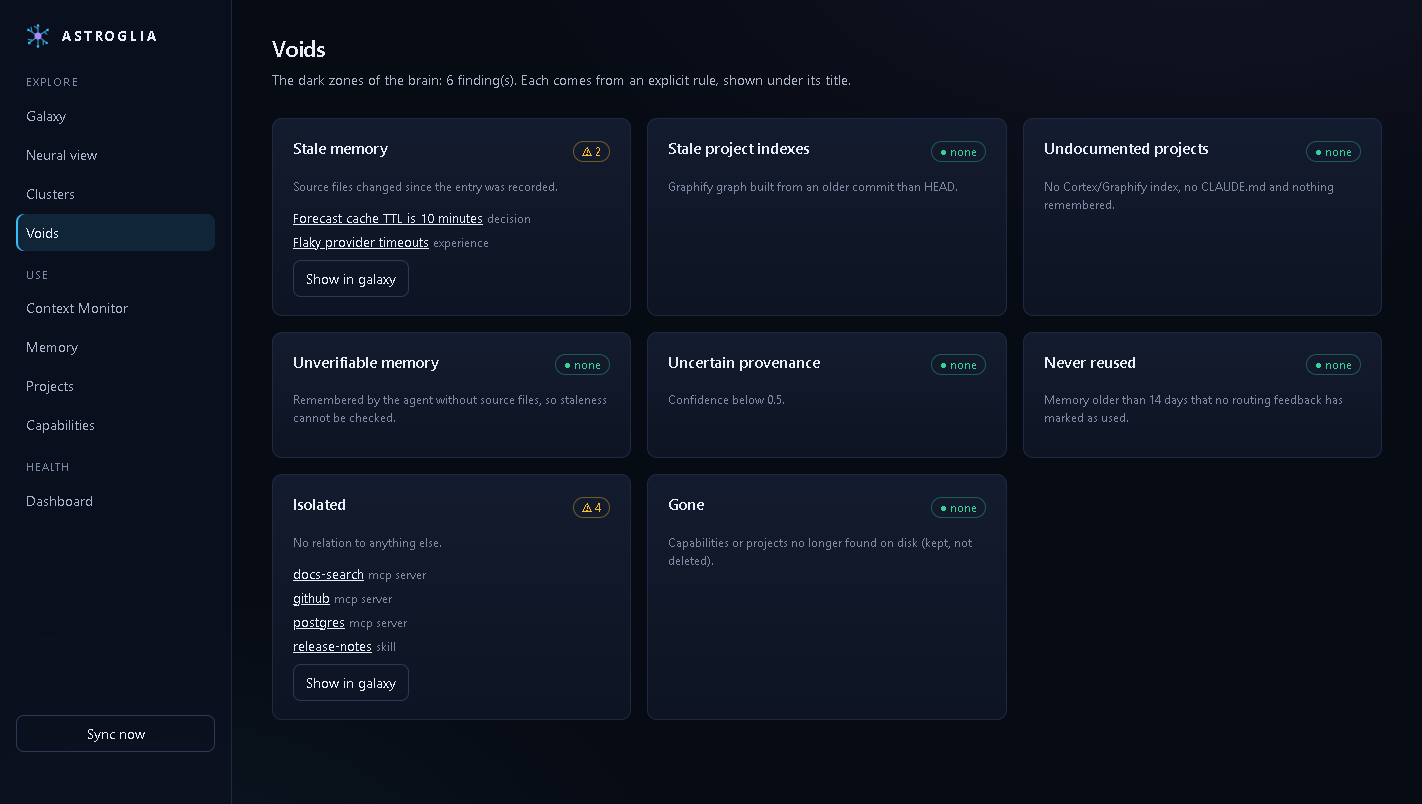 ASTROGLIA
EXPLORE
Galaxy
Neural view
Clusters
Voids
USE
Context Monitor
Memory
Projects
Capabilities
HEALTH
Dashboard
Sync now
Voids
The dark zones of the brain: 6 finding(s). Each comes from an explicit rule, shown under its title.
Stale memory
⚠ 2
Source files changed since the entry was recorded.
Forecast cache TTL is 10 minutes decision
Flaky provider timeouts experience
Show in galaxy
Stale project indexes
● none
Graphify graph built from an older commit than HEAD.
Undocumented projects
● none
No Cortex/Graphify index, no CLAUDE.md and nothing
remembered.
Unverifiable memory
● none
Remembered by the agent without source files, so staleness
cannot be checked.
Uncertain provenance
● none
Confidence below 0.5.
Never reused
● none
Memory older than 14 days that no routing feedback has
marked as used.
Isolated
⚠ 4
No relation to anything else.
docs-search mcp server
github mcp server
postgres mcp server
release-notes skill
Show in galaxy
Gone
● none
Capabilities or projects no longer found on disk (kept, not
deleted).